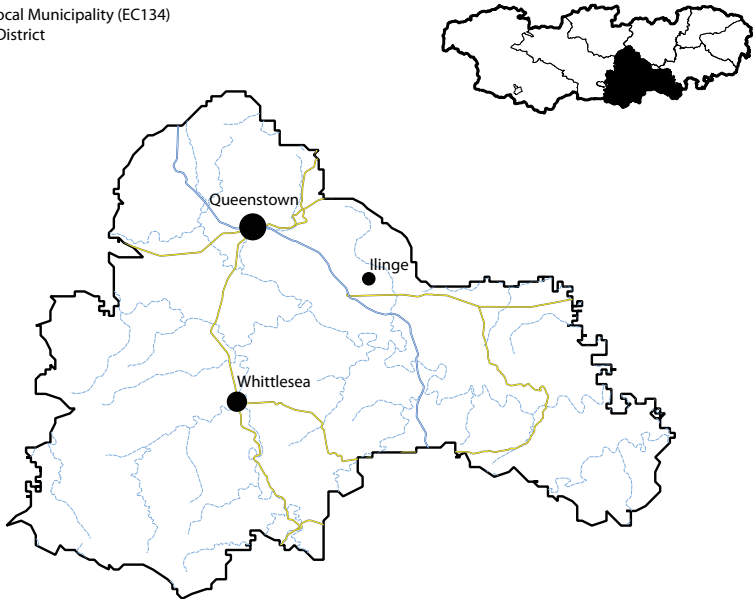 ocal Municipality (EC134)
District
Queenstown
Ilinge
Whittlesea